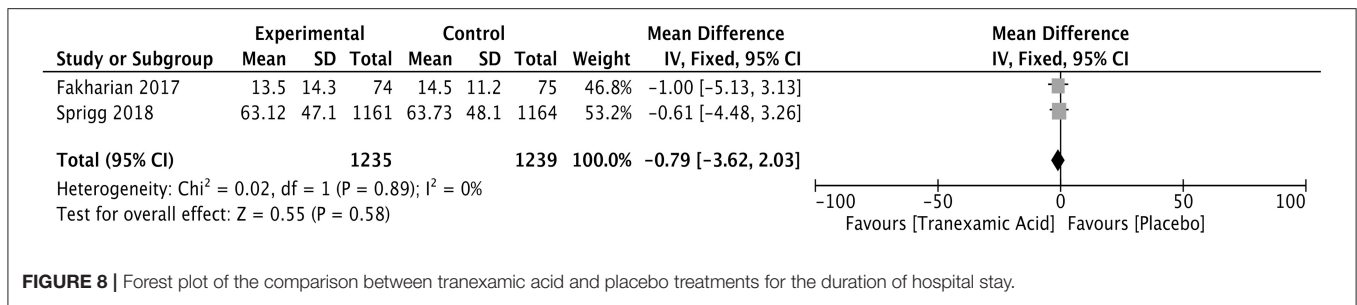 Experimental Control Mean Difference Mean Difference
Study or Subgroup Mean SD Total Mean SD Total Weight IV, Fixed, 95% CI IV, Fixed, 95% CI
Fakharian 2017 13.5 14.3 74 14.5 11.2 75 46.8% −1.00 [−5.13, 3.13]
Sprigg 2018 63.12 47.1 1161 63.73 48.1 1164 53.2% −0.61 [−4.48, 3.26]
Total (95% CI) 1235 1239 100.0% −0.79 [−3.62, 2.03]
Heterogeneity: Chi² = 0.02, df = 1 (P = 0.89); I² = 0%
Test for overall effect: Z = 0.55 (P = 0.58)
−100 −50 0 50 100
Favours [Tranexamic Acid] Favours [Placebo]
FIGURE 8 | Forest plot of the comparison between tranexamic acid and placebo treatments for the duration of hospital stay.